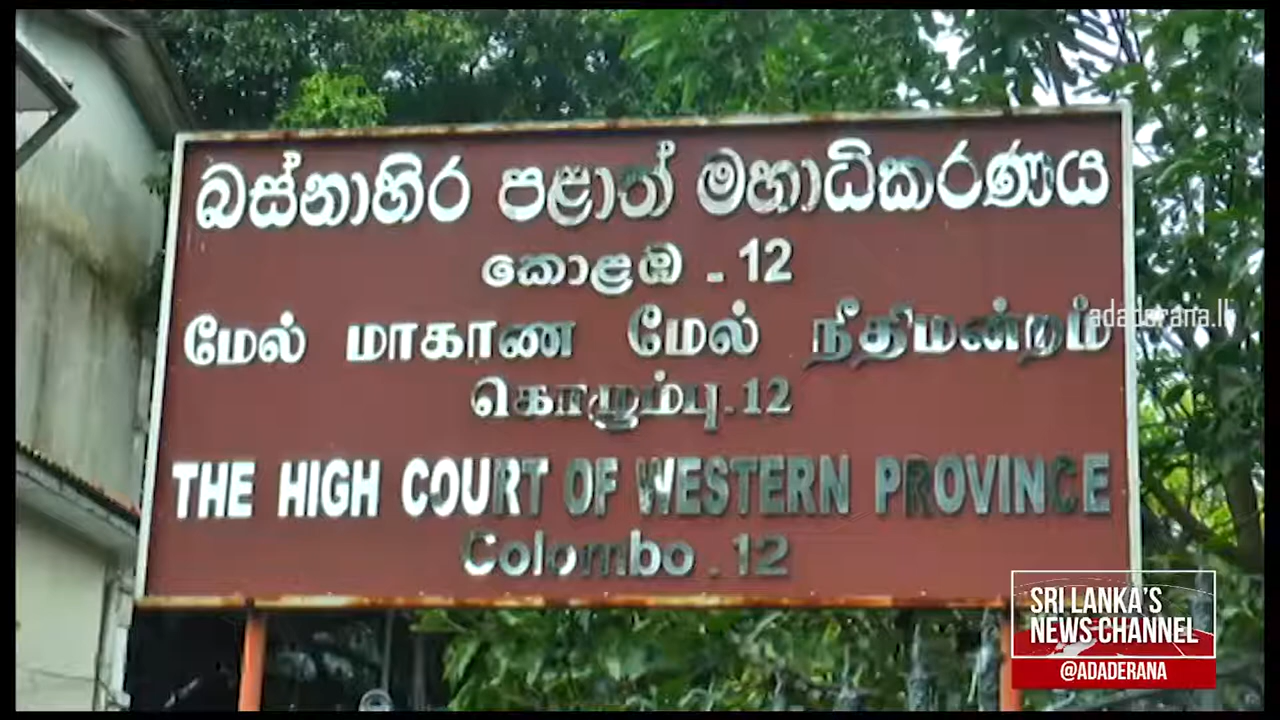 බස්නාහිර පළාත් මහාධිකරණය
කොළඹ - 12
மேல் மாகாண மேல் நீதிமன்றம்
கொழும்பு-12
THE HIGH COURT OF WESTERN PROVINCE
Colombo . 12
adaderana.lk
SRI LANKA'S
NEWS CHANNEL
@ADADERANA